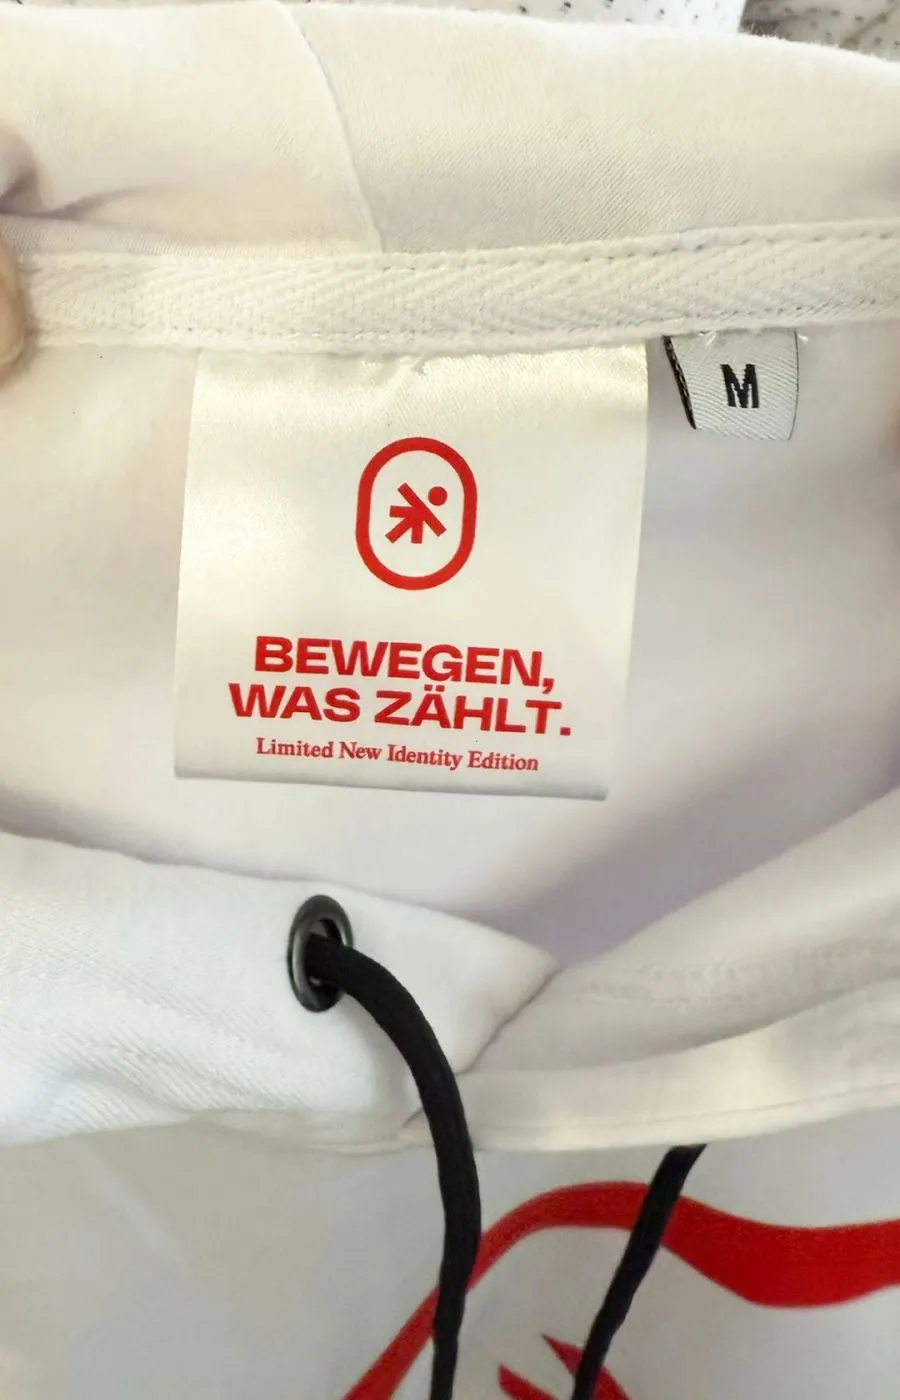 M
BEWEGEN,
WAS ZÄHLT.
Limited New Identity Edition